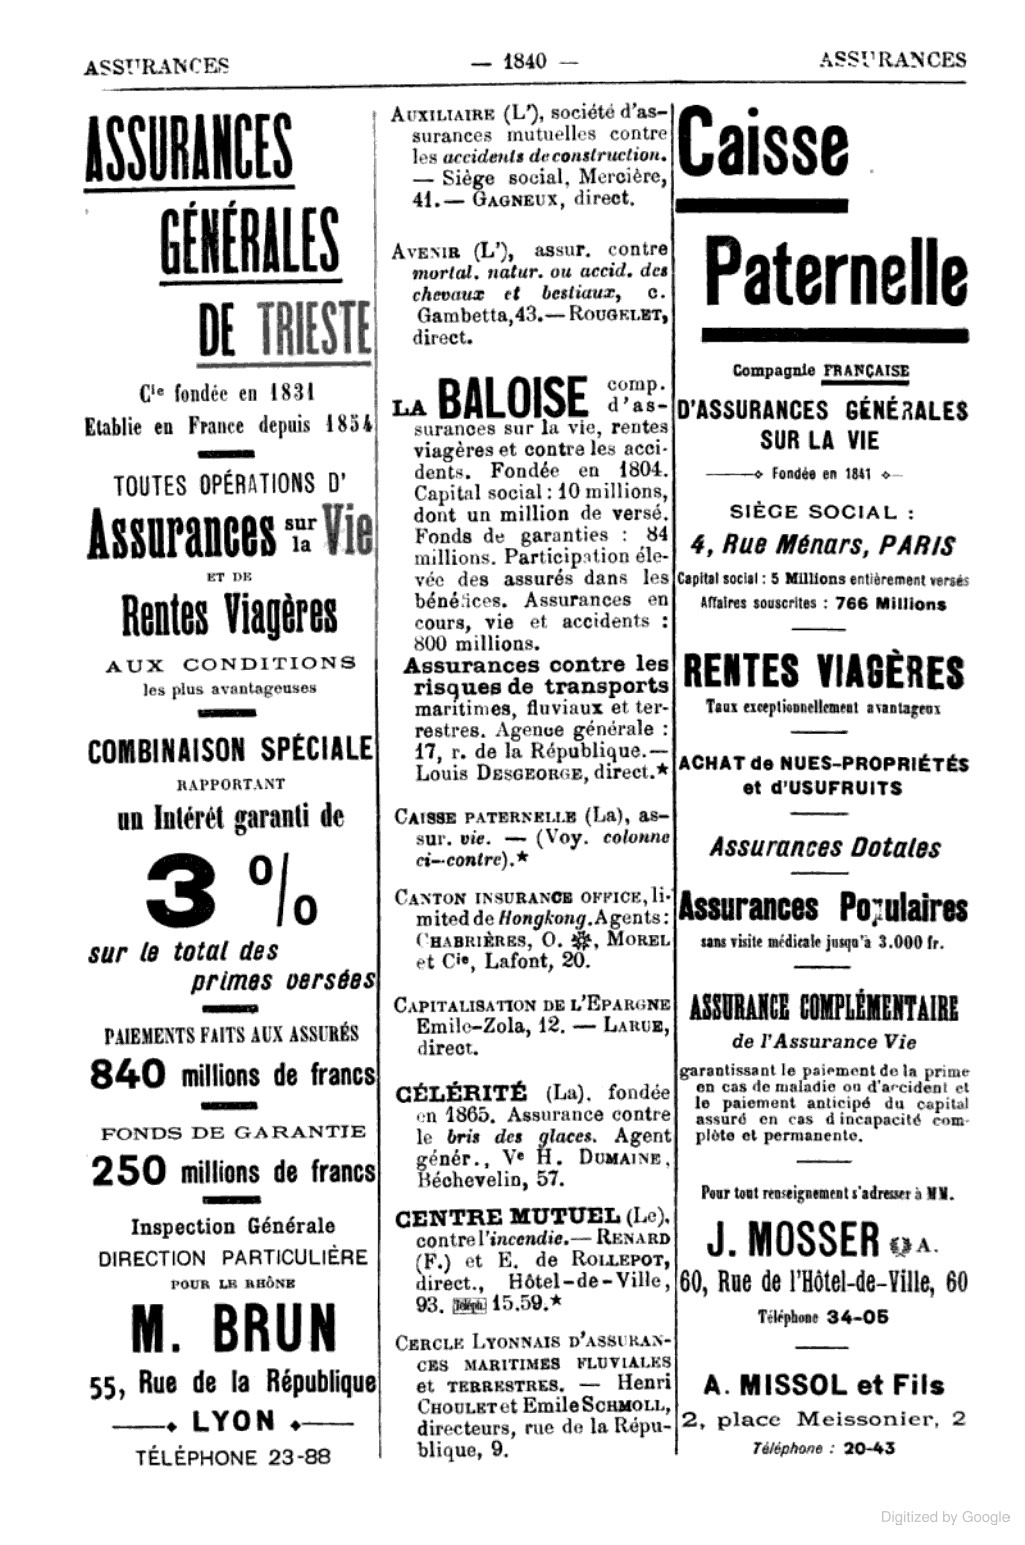 ASSURANCES
— 1840 —
ASSURANCES
ASSURANCES
GÉNÉRALES
DE TRIESTE
Cie fondée en 1831
Etablie en France depuis 1854
TOUTES OPÉRATIONS D'
Assurances sur la Vie
ET DE
Rentes Viagères
AUX CONDITIONS
les plus avantageuses
COMBINAISON SPÉCIALE
RAPPORTANT
un Intérêt garanti de
3 %
sur le total des
primes versées
PAIEMENTS FAITS AUX ASSURÉS
840 millions de francs
FONDS DE GARANTIE
250 millions de francs
Inspection Générale
DIRECTION PARTICULIÈRE
POUR LE RHÔNE
M. BRUN
55, Rue de la République
LYON
TÉLÉPHONE 23-88
AUXILIAIRE (L'), société d'as-
surances mutuelles contre
les accidents de construction.
— Siège social, Mercière,
41. — GAGNEUX, direct.
AVENIR (L'), assur. contre
mortal. natur. ou accid. des
chevaux et bestiaux, c.
Gambetta, 43. — ROUGELET,
direct.
LA BALOISE comp.
d'as-
surances sur la vie, rentes
viagères et contre les acci-
dents. Fondée en 1804.
Capital social : 10 millions,
dont un million de versé.
Fonds de garanties : 84
millions. Participation éle-
vée des assurés dans les
bénéfices. Assurances en
cours, vie et accidents :
800 millions.
Assurances contre les
risques de transports
maritimes, fluviaux et ter-
restres. Agence générale :
17, r. de la République. —
Louis DESGEORGE, direct.★
CAISSE PATERNELLE (La), as-
sur. vie. — (Voy. colonne
ci-contre).★
CANTON INSURANCE OFFICE, li-
mited de Hongkong. Agents :
CHABRIÈRES, O. ✵, MOREL
et Cie, Lafont, 20.
CAPITALISATION DE L'EPARGNE
Emile-Zola, 12. — LARUE,
direct.
CÉLÉRITÉ (La), fondée
en 1865. Assurance contre
le bris des glaces. Agent
génér., Ve H. DUMAINE,
Béchevelin, 57.
CENTRE MUTUEL (Le),
contre l'incendie. — RENARD
(F.) et E. de ROLLEPOT,
direct., Hôtel-de-Ville,
93. Téléph. 15.59.★
CERCLE LYONNAIS D'ASSURAN-
CES MARITIMES FLUVIALES
et TERRESTRES. — Henri
CHOULET et Emile SCHMOLL,
directeurs, rue de la Répu-
blique, 9.
Caisse
Paternelle
Compagnie FRANÇAISE
D'ASSURANCES GÉNÉRALES
SUR LA VIE
Fondée en 1841
SIÈGE SOCIAL :
4, Rue Ménars, PARIS
Capital social : 5 Millions entièrement versés
Affaires souscrites : 766 Millions
RENTES VIAGÈRES
Taux exceptionnellement avantageux
ACHAT de NUES-PROPRIÉTÉS
et d'USUFRUITS
Assurances Dotales
Assurances Populaires
sans visite médicale jusqu'à 3.000 fr.
ASSURANCE COMPLÉMENTAIRE
de l'Assurance Vie
garantissant le paiement de la prime
en cas de maladie ou d'accident et
le paiement anticipé du capital
assuré en cas d'incapacité com-
plète et permanente.
Pour tout renseignement s'adresser à MM.
J. MOSSER A.
60, Rue de l'Hôtel-de-Ville, 60
Téléphone 34-05
A. MISSOL et Fils
2, place Meissonier, 2
Téléphone : 20-43
Digitized by Google